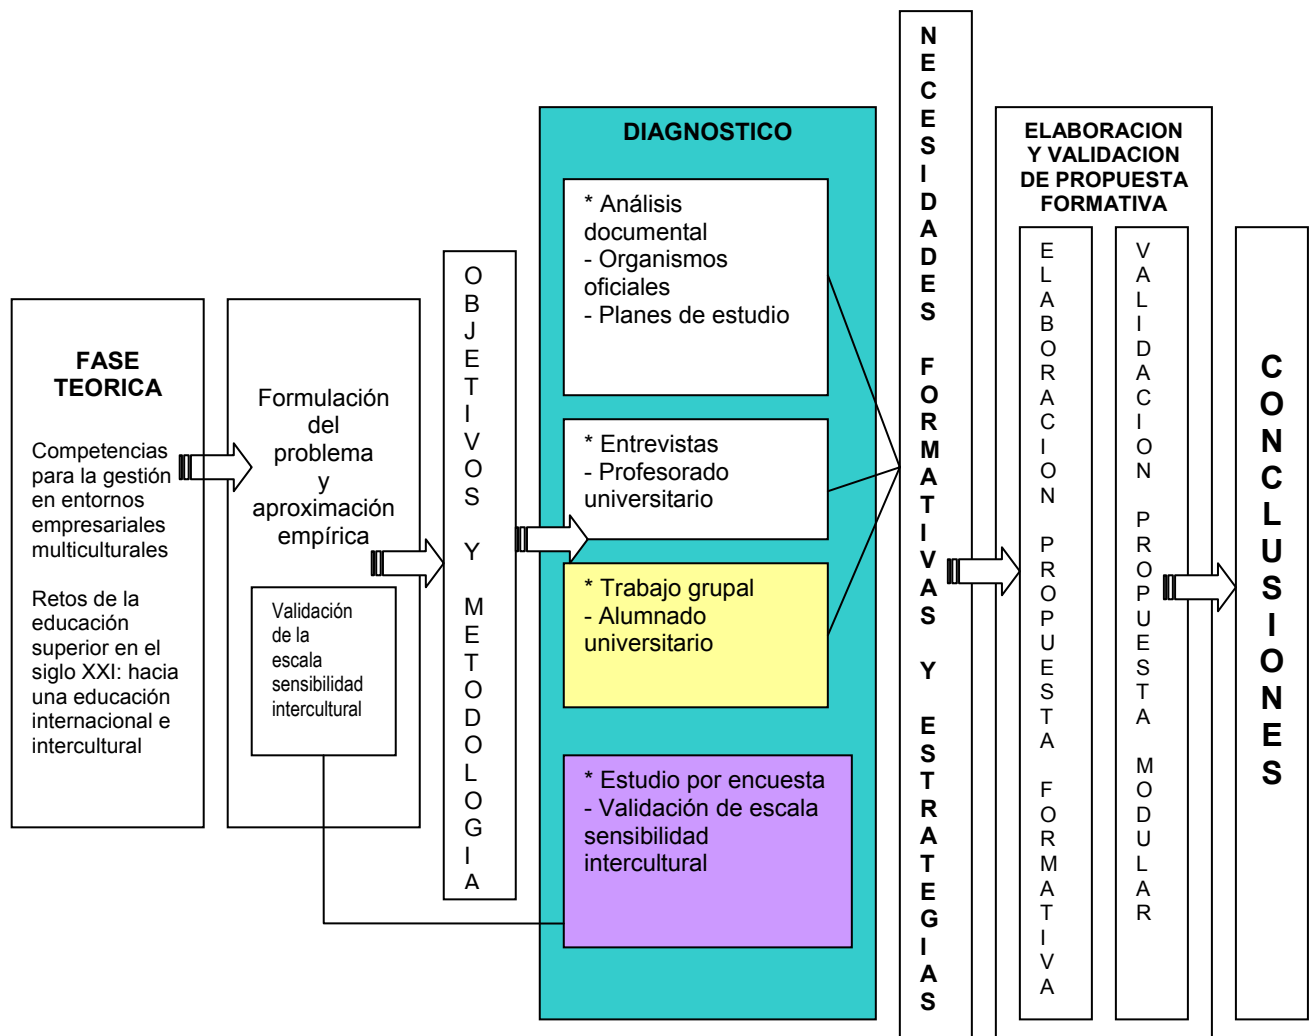 FASE
TEORICA
Competencias
para la gestión
en entornos
empresariales
multiculturales
Retos de la
educación
superior en el
siglo XXI: hacia
una educación
internacional e
intercultural
Formulación
del
problema
y
aproximación
empírica
Validación
de la
escala
sensibilidad
intercultural
OBJETIVOS Y METODOLOGIA
DIAGNOSTICO
* Análisis
documental
- Organismos
oficiales
- Planes de estudio
* Entrevistas
- Profesorado
universitario
* Trabajo grupal
- Alumnado
universitario
* Estudio por encuesta
- Validación de escala
sensibilidad
intercultural
NECESIDADES FORMATIVAS Y ESTRATEGIAS
ELABORACION
Y VALIDACION
DE PROPUESTA
FORMATIVA
ELABORACION PROPUESTA FORMATIVA
VALIDACION PROPUESTA MODULAR
CONCLUSIONES